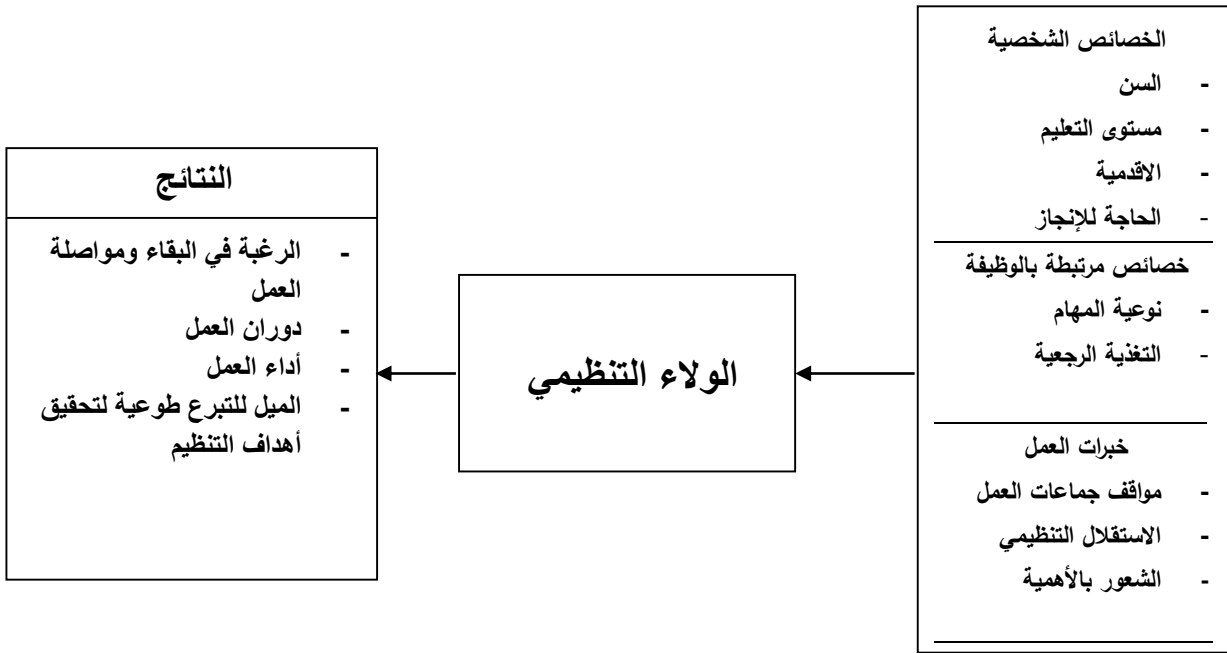 الخصائص الشخصية
- السن
- مستوى التعليم
- الاقدمية
- الحاجة للإنجاز
خصائص مرتبطة بالوظيفة
- نوعية المهام
- التغذية الرجعية
خبرات العمل
- مواقف جماعات العمل
- الاستقلال التنظيمي
- الشعور بالأهمية
الولاء التنظيمي
النتائج
- الرغبة في البقاء ومواصلة
العمل
- دوران العمل
- أداء العمل
- الميل للتبرع طوعية لتحقيق
أهداف التنظيم